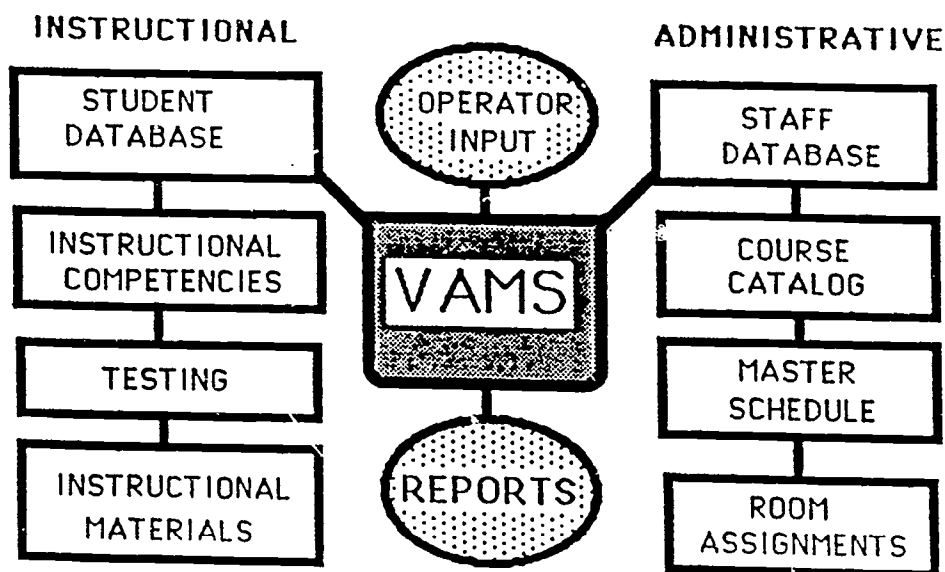 INSTRUCTIONAL
STUDENT
DATABASE
INSTRUCTIONAL
COMPETENCIES
TESTING
INSTRUCTIONAL
MATERIALS
OPERATOR
INPUT
VAMS
REPORTS
ADMINISTRATIVE
STAFF
DATABASE
COURSE
CATALOG
MASTER
SCHEDULE
ROOM
ASSIGNMENTS